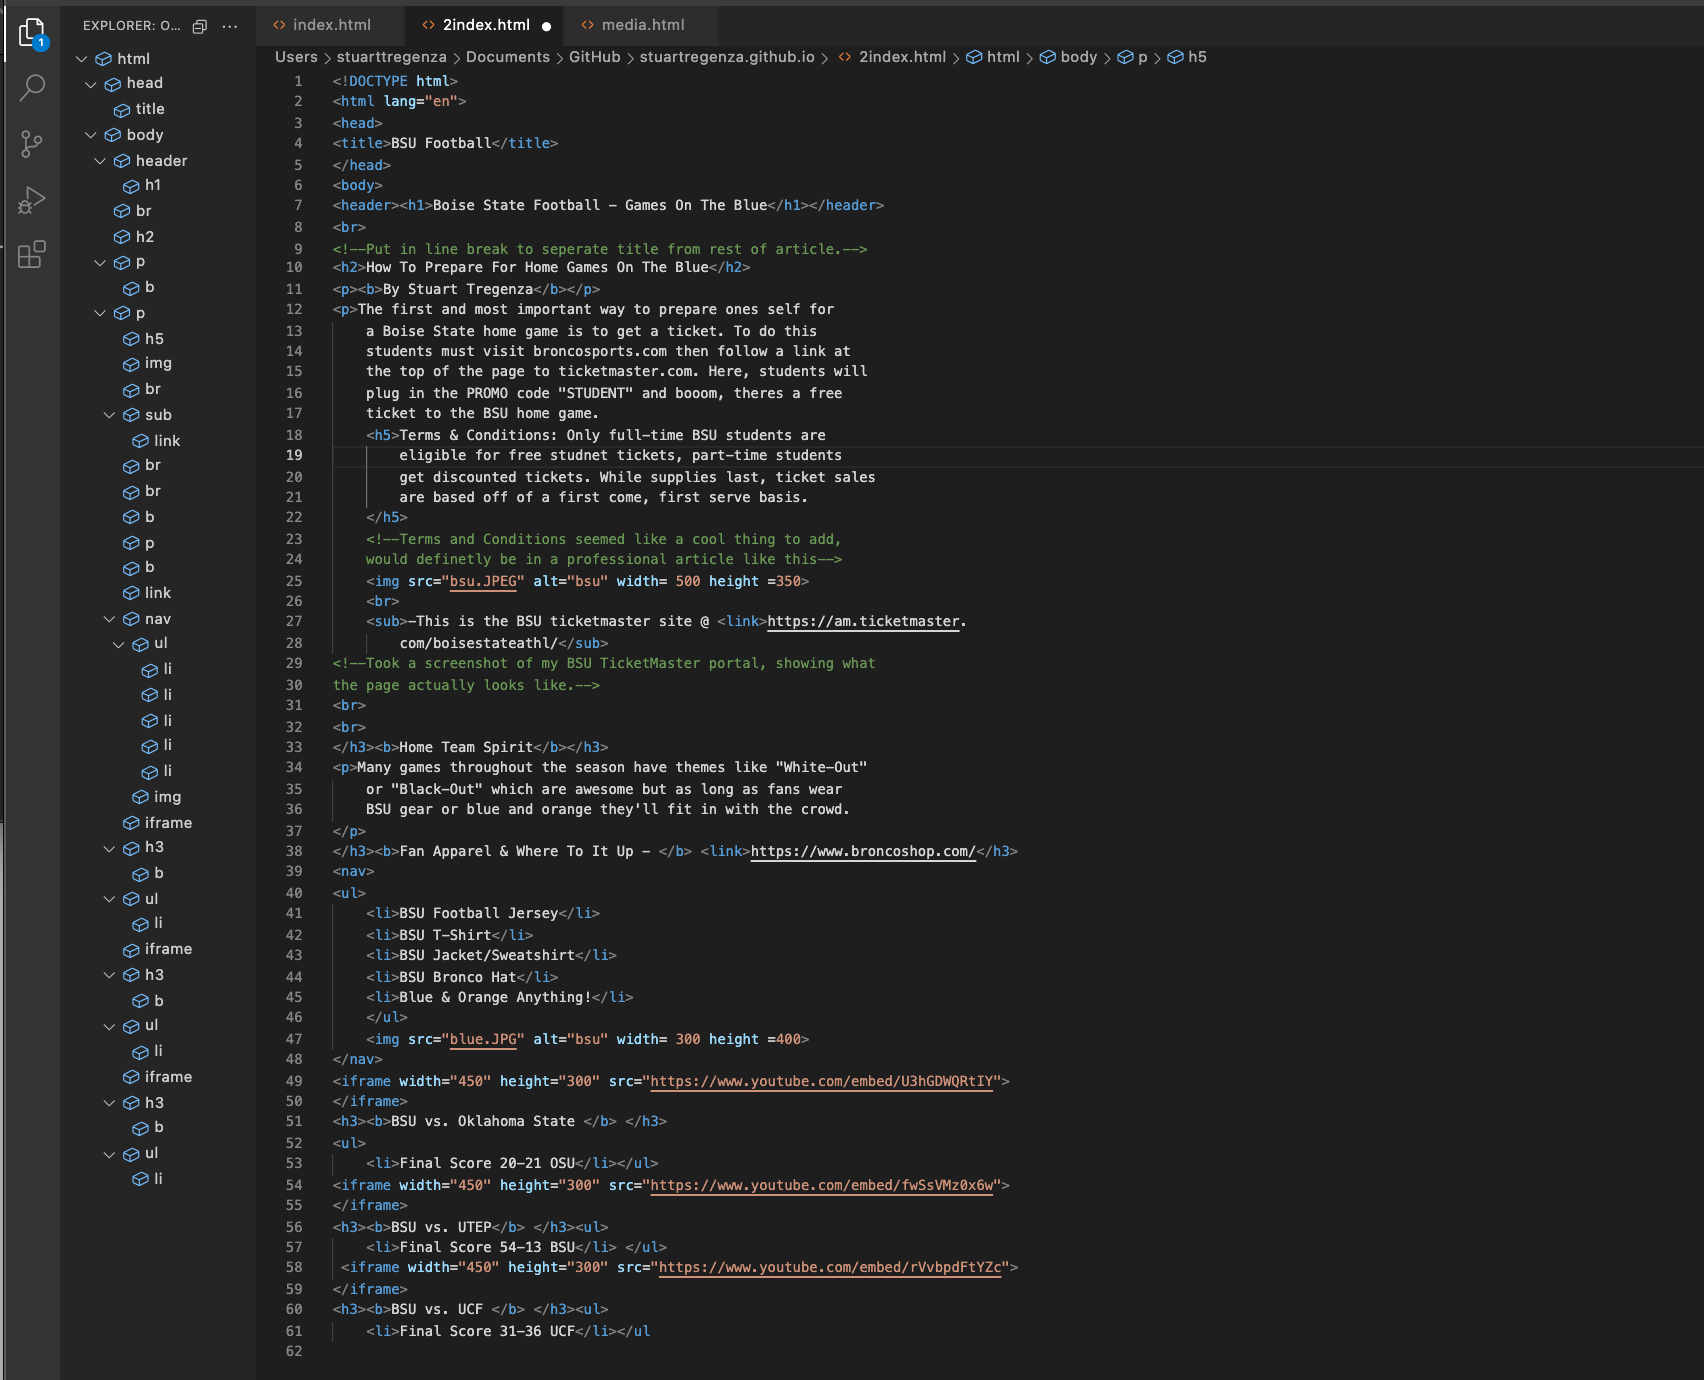 EXPLORER: O...
1
html
head
title
body
header
h1
br
h2
p
b
p
h5
img
br
sub
link
br
br
b
p
b
link
nav
ul
li
li
li
li
li
img
iframe
h3
b
ul
li
iframe
h3
b
ul
li
iframe
h3
b
ul
li
index.html 2index.html media.html
Users > stuarttregenza > Documents > GitHub > stuartregenza.github.io > 2index.html > html > body > p > h5
1 <!DOCTYPE html>
2 <html lang="en">
3 <head>
4 <title>BSU Football</title>
5 </head>
6 <body>
7 <header><h1>Boise State Football – Games On The Blue</h1></header>
8 <br>
9 <!--Put in line break to seperate title from rest of article.-->
10 <h2>How To Prepare For Home Games On The Blue</h2>
11 <p><b>By Stuart Tregenza</b></p>
12 <p>The first and most important way to prepare ones self for
13 a Boise State home game is to get a ticket. To do this
14 students must visit broncosports.com then follow a link at
15 the top of the page to ticketmaster.com. Here, students will
16 plug in the PROMO code "STUDENT" and booom, theres a free
17 ticket to the BSU home game.
18 <h5>Terms & Conditions: Only full-time BSU students are
19 eligible for free studnet tickets, part-time students
20 get discounted tickets. While supplies last, ticket sales
21 are based off of a first come, first serve basis.
22 </h5>
23 <!--Terms and Conditions seemed like a cool thing to add,
24 would definetly be in a professional article like this-->
25 <img src="bsu.JPEG" alt="bsu" width= 500 height =350>
26 <br>
27 <sub>-This is the BSU ticketmaster site @ <link>https://am.ticketmaster.
28 com/boisestateathl/</sub>
29 <!--Took a screenshot of my BSU TicketMaster portal, showing what
30 the page actually looks like.-->
31 <br>
32 <br>
33 </h3><b>Home Team Spirit</b></h3>
34 <p>Many games throughout the season have themes like "White-Out"
35 or "Black-Out" which are awesome but as long as fans wear
36 BSU gear or blue and orange they'll fit in with the crowd.
37 </p>
38 </h3><b>Fan Apparel & Where To It Up - </b> <link>https://www.broncoshop.com/</h3>
39 <nav>
40 <ul>
41 <li>BSU Football Jersey</li>
42 <li>BSU T-Shirt</li>
43 <li>BSU Jacket/Sweatshirt</li>
44 <li>BSU Bronco Hat</li>
45 <li>Blue & Orange Anything!</li>
46 </ul>
47 <img src="blue.JPG" alt="bsu" width= 300 height =400>
48 </nav>
49 <iframe width="450" height="300" src="https://www.youtube.com/embed/U3hGDWQRtIY">
50 </iframe>
51 <h3><b>BSU vs. Oklahoma State </b> </h3>
52 <ul>
53 <li>Final Score 20-21 OSU</li></ul>
54 <iframe width="450" height="300" src="https://www.youtube.com/embed/fwSsVMz0x6w">
55 </iframe>
56 <h3><b>BSU vs. UTEP</b> </h3><ul>
57 <li>Final Score 54-13 BSU</li> </ul>
58 <iframe width="450" height="300" src="https://www.youtube.com/embed/rVvbpdFtYZc">
59 </iframe>
60 <h3><b>BSU vs. UCF </b> </h3><ul>
61 <li>Final Score 31-36 UCF</li></ul
62